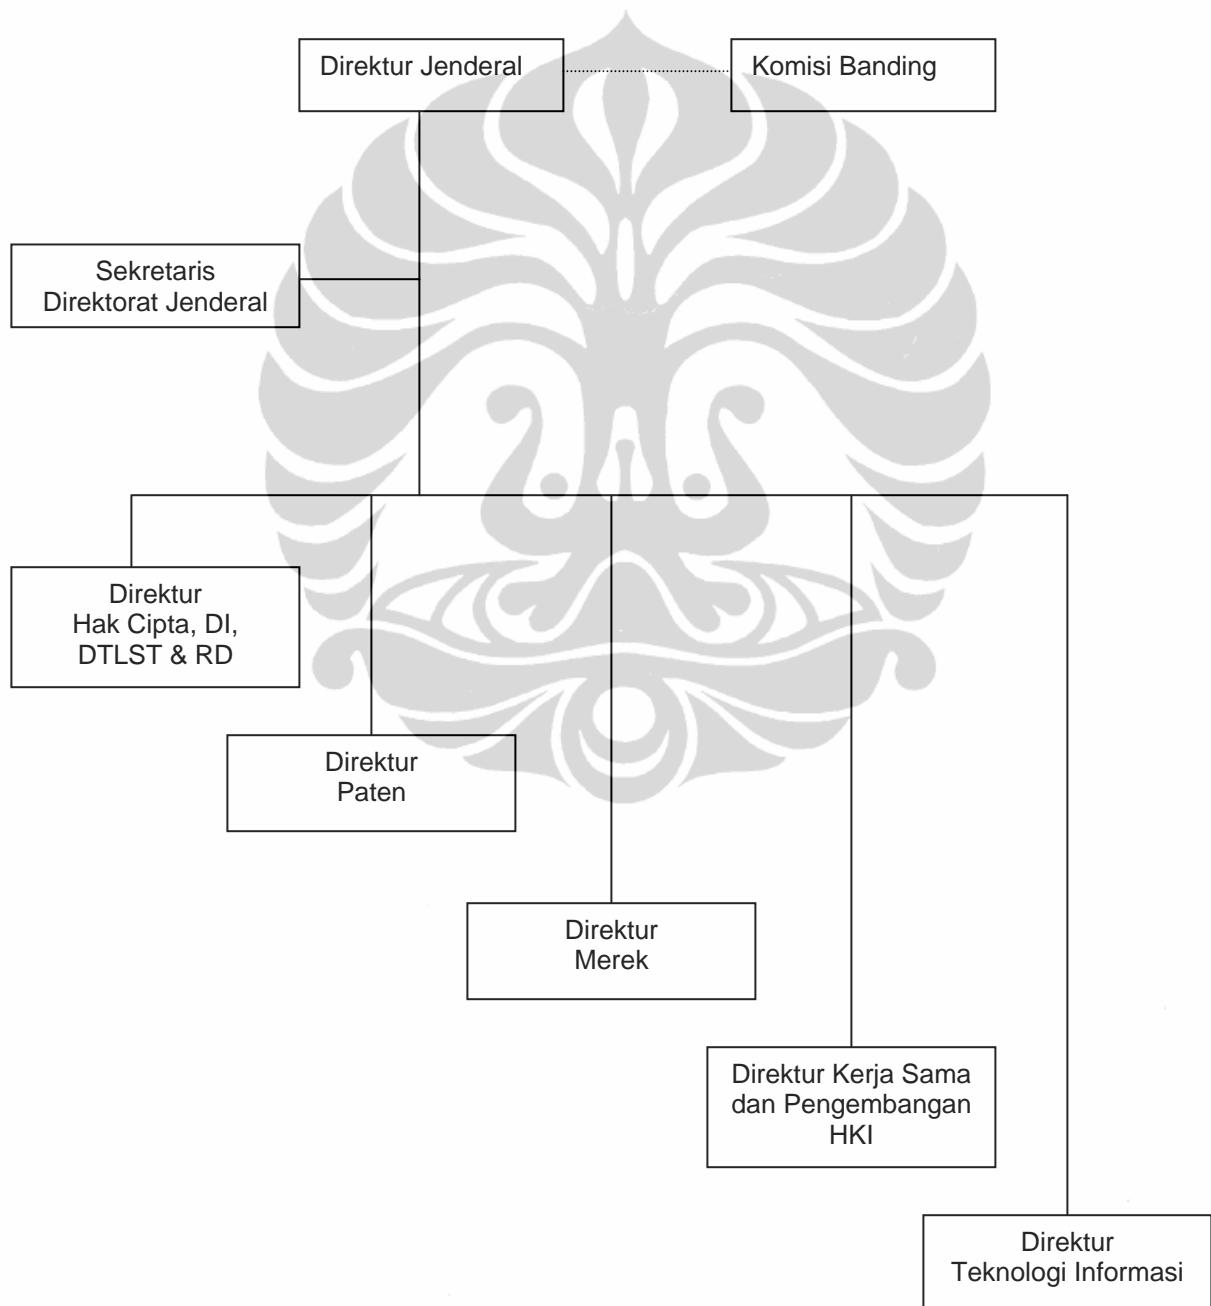 Direktur Jenderal
Komisi Banding
Sekretaris
Direktorat Jenderal
Direktur
Hak Cipta, DI,
DTLST & RD
Direktur
Paten
Direktur
Merek
Direktur Kerja Sama
dan Pengembangan
HKI
Direktur
Teknologi Informasi